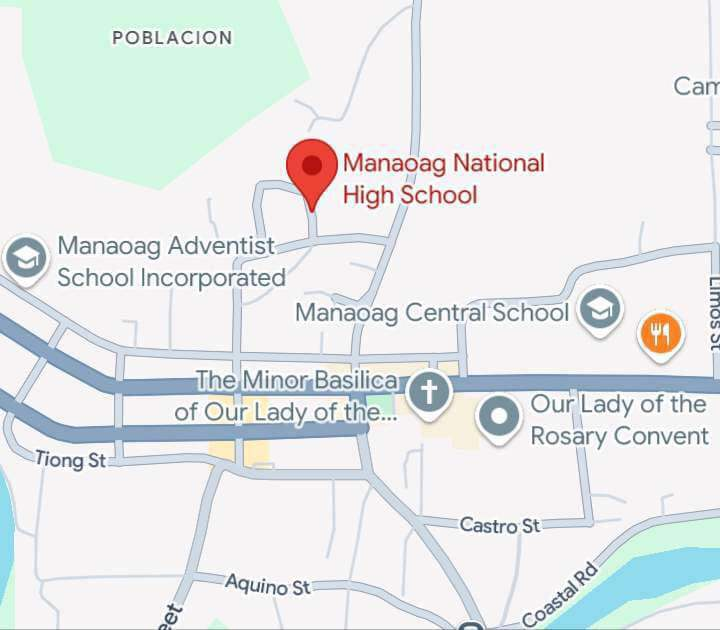 POBLACION
Cam
Manaoag National
High School
Manaoag Adventist
School Incorporated
Manaoag Central School
Limos St
The Minor Basilica
of Our Lady of the...
Our Lady of the
Rosary Convent
Tiong St
Castro St
Aquino St
Coastal Rd
eet